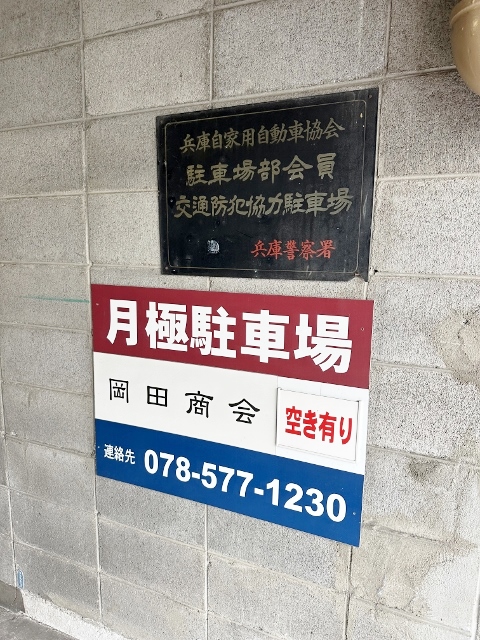 兵庫自家用自動車協会
駐車場部会員
交通防犯協力駐車場
兵庫警察署
月極駐車場
岡田商会
空き有り
連絡先 078-577-1230